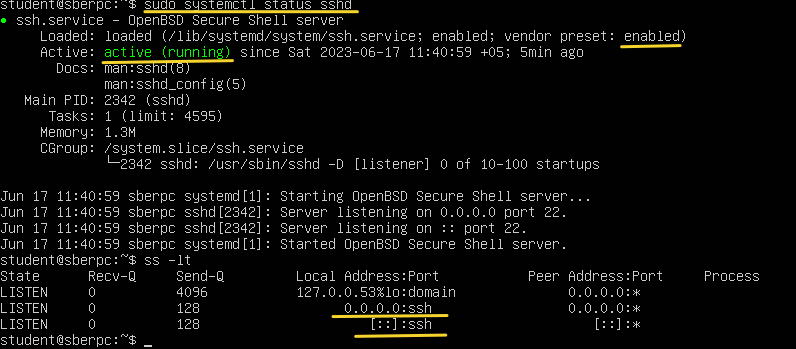 student@sberpc:~$ sudo systemctl status sshd
● ssh.service - OpenBSD Secure Shell server
Loaded: loaded (/lib/systemd/system/ssh.service; enabled; vendor preset: enabled)
Active: active (running) since Sat 2023-06-17 11:40:59 +05; 5min ago
Docs: man:sshd(8)
man:sshd_config(5)
Main PID: 2342 (sshd)
Tasks: 1 (limit: 4595)
Memory: 1.3M
CGroup: /system.slice/ssh.service
└─2342 sshd: /usr/sbin/sshd -D [listener] 0 of 10-100 startups
Jun 17 11:40:59 sberpc systemd[1]: Starting OpenBSD Secure Shell server...
Jun 17 11:40:59 sberpc sshd[2342]: Server listening on 0.0.0.0 port 22.
Jun 17 11:40:59 sberpc sshd[2342]: Server listening on :: port 22.
Jun 17 11:40:59 sberpc systemd[1]: Started OpenBSD Secure Shell server.
student@sberpc:~$ ss -lt
State Recv-Q Send-Q Local Address:Port Peer Address:Port Process
LISTEN 0 4096 127.0.0.53%lo:domain 0.0.0.0:*
LISTEN 0 128 0.0.0.0:ssh 0.0.0.0:*
LISTEN 0 128 [::]:ssh [::]:*
student@sberpc:~$ _